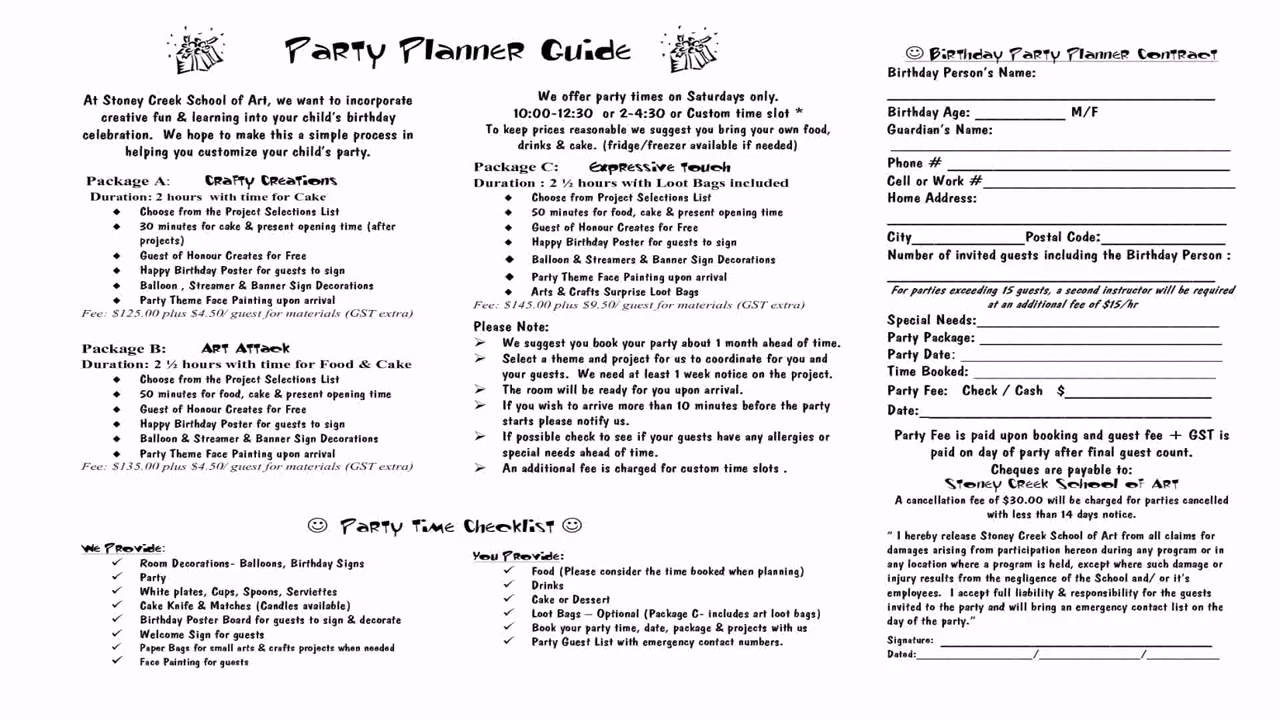 Party Planner Guide
At Stoney Creek School of Art, we want to incorporate
creative fun & learning into your child's birthday
celebration. We hope to make this a simple process in
helping you customize your child's party.
Package A: Crafty Creations
Duration: 2 hours with time for Cake
◆ Choose from the Project Selections List
◆ 30 minutes for cake & present opening time (after
projects)
◆ Guest of Honour Creates for Free
◆ Happy Birthday Poster for guests to sign
◆ Balloon , Streamer & Banner Sign Decorations
◆ Party Theme Face Painting upon arrival
Fee: $125.00 plus $4.50/ guest for materials (GST extra)
Package B: Art Attack
Duration: 2 ½ hours with time for Food & Cake
◆ Choose from the Project Selections List
◆ 50 minutes for food, cake & present opening time
◆ Guest of Honour Creates for Free
◆ Happy Birthday Poster for guests to sign
◆ Balloon & Streamer & Banner Sign Decorations
◆ Party Theme Face Painting upon arrival
Fee: $135.00 plus $4.50/ guest for materials (GST extra)
We offer party times on Saturdays only.
10:00-12:30 or 2-4:30 or Custom time slot *
To keep prices reasonable we suggest you bring your own food,
drinks & cake. (fridge/freezer available if needed)
Package C: Expressive Touch
Duration : 2 ½ hours with Loot Bags included
◆ Choose from Project Selections List
◆ 50 minutes for food, cake & present opening time
◆ Guest of Honour Creates for Free
◆ Happy Birthday Poster for guests to sign
◆ Balloon & Streamers & Banner Sign Decorations
◆ Party Theme Face Painting upon arrival
◆ Arts & Crafts Surprise Loot Bags
Fee: $145.00 plus $9.50/ guest for materials (GST extra)
Please Note:
➢ We suggest you book your party about 1 month ahead of time.
➢ Select a theme and project for us to coordinate for you and
your guests. We need at least 1 week notice on the project.
➢ The room will be ready for you upon arrival.
➢ If you wish to arrive more than 10 minutes before the party
starts please notify us.
➢ If possible check to see if your guests have any allergies or
special needs ahead of time.
➢ An additional fee is charged for custom time slots .
☺ Party Time Checklist ☺
We Provide:
✓ Room Decorations- Balloons, Birthday Signs
✓ Party
✓ White plates, Cups, Spoons, Serviettes
✓ Cake Knife & Matches (Candles available)
✓ Birthday Poster Board for guests to sign & decorate
✓ Welcome Sign for guests
✓ Paper Bags for small arts & crafts projects when needed
✓ Face Painting for guests
You Provide:
✓ Food (Please consider the time booked when planning)
✓ Drinks
✓ Cake or Dessert
✓ Loot Bags – Optional (Package C- includes art loot bags)
✓ Book your party time, date, package & projects with us
✓ Party Guest List with emergency contact numbers.
☺ Birthday Party Planner Contract
Birthday Person's Name:
Birthday Age: ____________ M/F
Guardian's Name:
Phone # ____________
Cell or Work # ____________
Home Address:
City____________Postal Code:____________
Number of invited guests including the Birthday Person :
For parties exceeding 15 guests, a second instructor will be required
at an additional fee of $15/hr
Special Needs:____________
Party Package: ____________
Party Date: ____________
Time Booked: ____________
Party Fee: Check / Cash $____________
Date:____________
Party Fee is paid upon booking and guest fee + GST is
paid on day of party after final guest count.
Cheques are payable to:
Stoney Creek School of Art
A cancellation fee of $30.00 will be charged for parties cancelled
with less than 14 days notice.
" I hereby release Stoney Creek School of Art from all claims for
damages arising from participation hereon during any program or in
any location where a program is held, except where such damage or
injury results from the negligence of the School and/ or it's
employees. I accept full liability & responsibility for the guests
invited to the party and will bring an emergency contact list on the
day of the party."
Signature: ____________
Dated:____________/____________/____________